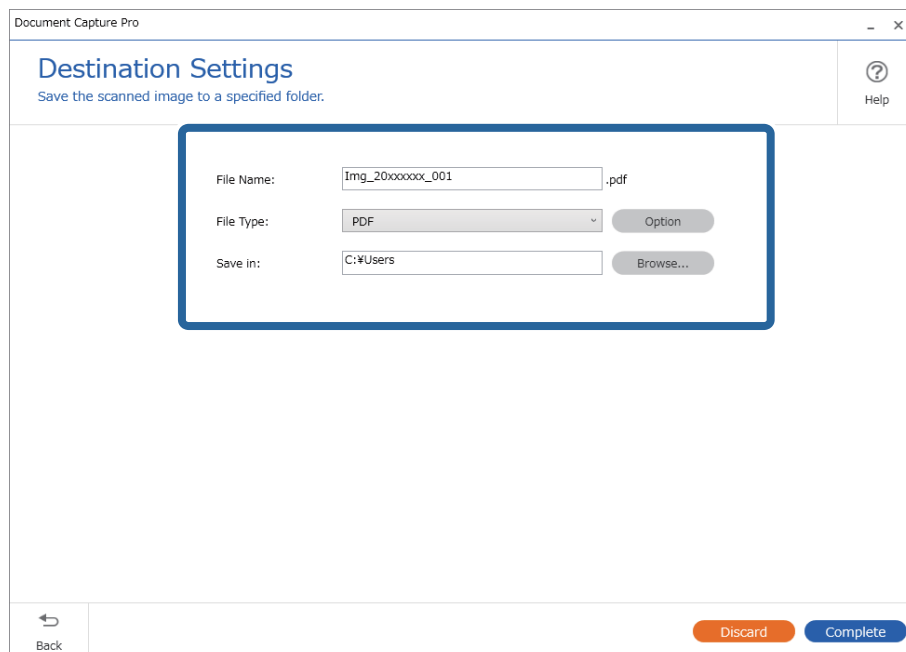 Document Capture Pro
Destination Settings
Save the scanned image to a specified folder.
Help
File Name: Img_20xxxxxx_001 .pdf
File Type: PDF Option
Save in: C:¥Users Browse...
Back
Discard Complete